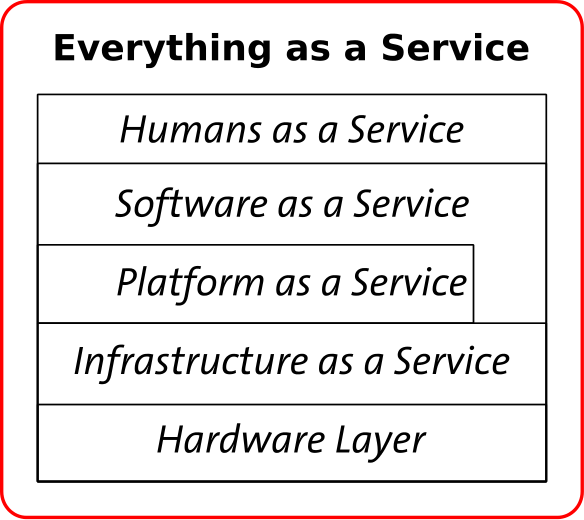 Everything as a Service
Humans as a Service
Software as a Service
Platform as a Service
Infrastructure as a Service
Hardware Layer